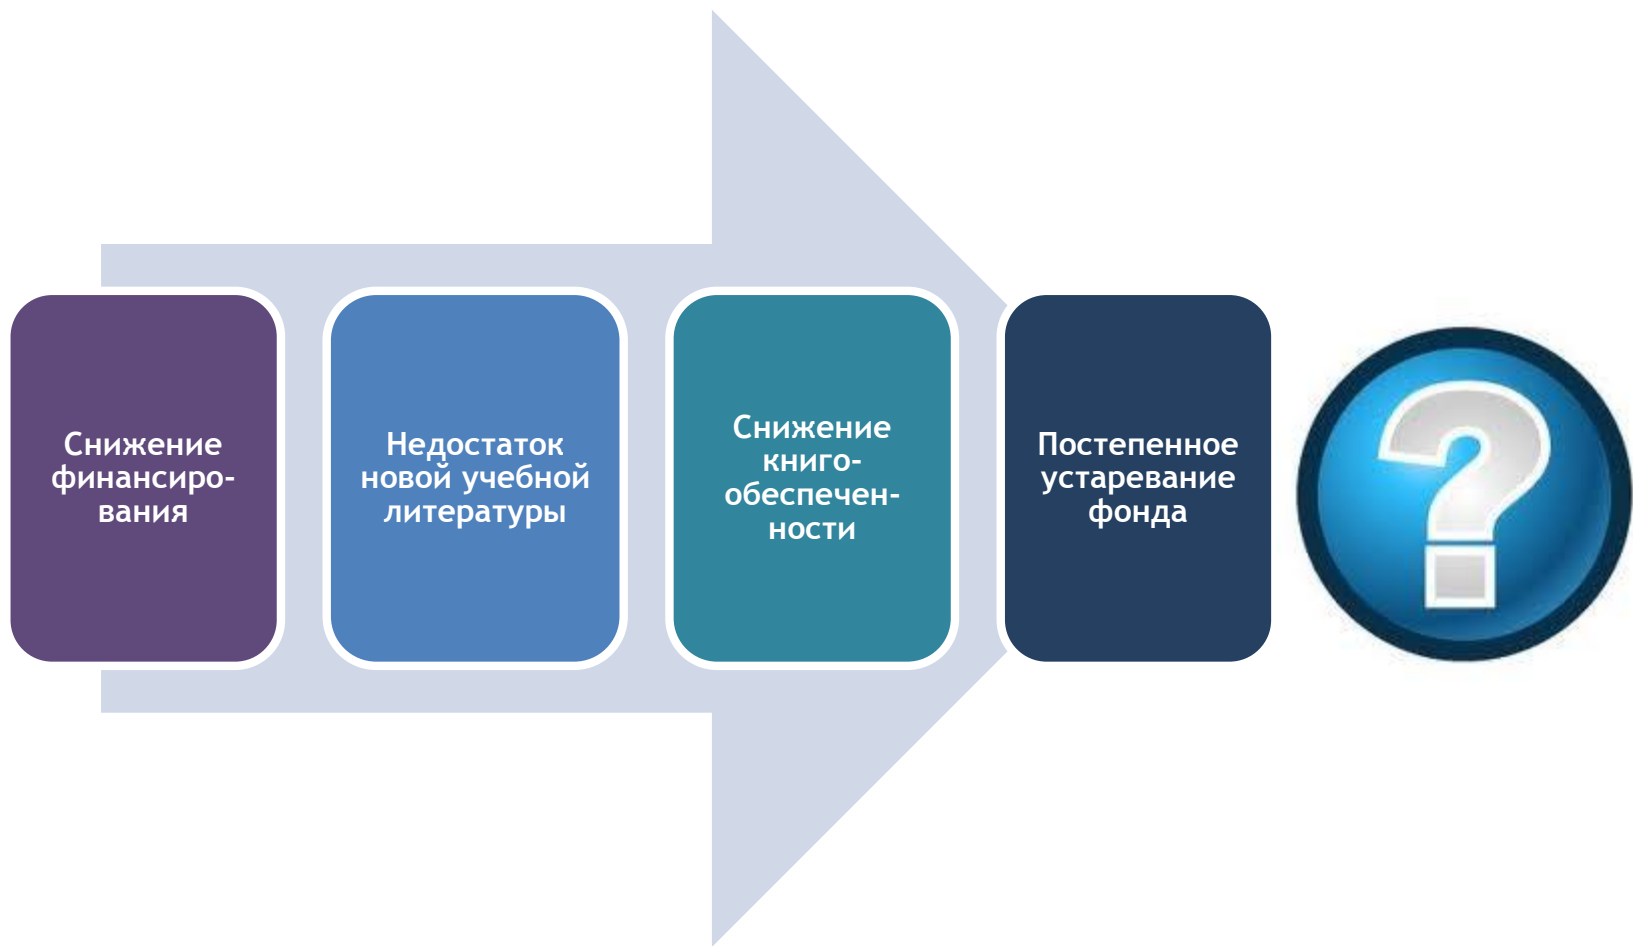 Снижение
финансиро-
вания
Недостаток
новой учебной
литературы
Снижение
книго-
обеспечен-
ности
Постепенное
устаревание
фонда
?